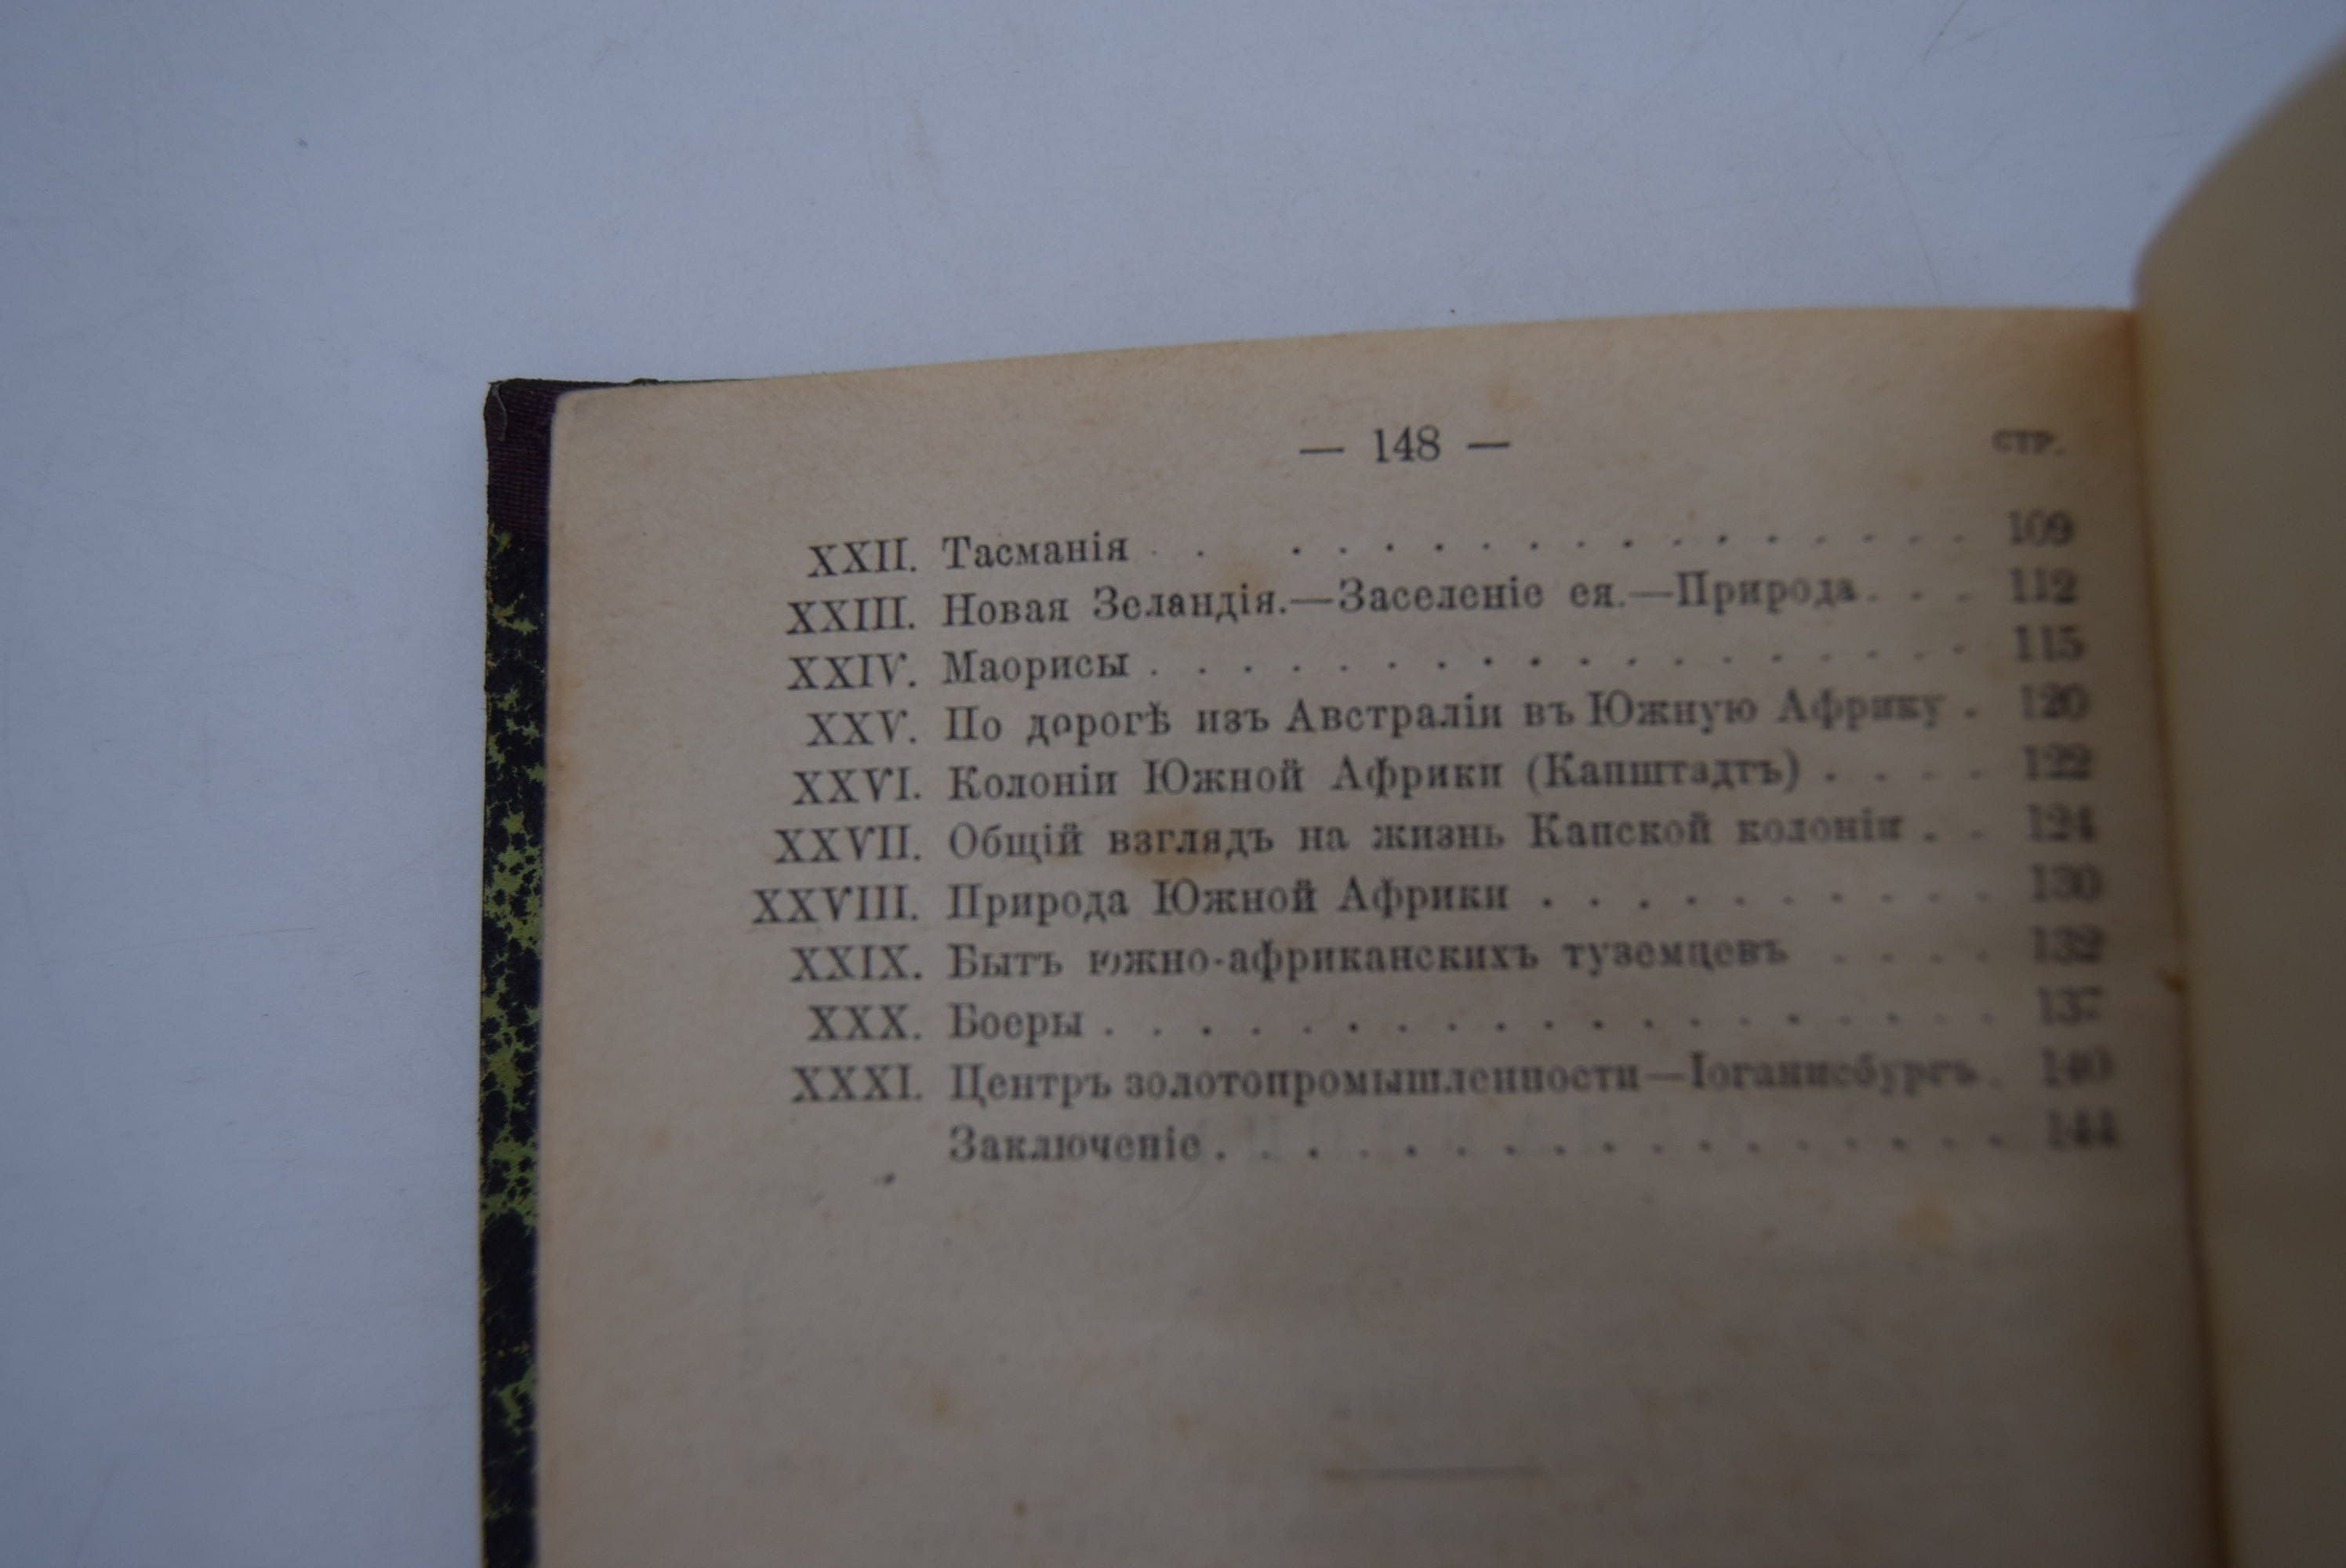 — 148 —
СТР.
XXII. Тасманія . . . . . . . . . . . . . . . . . 109
XXIII. Новая Зеландія.—Заселеніе ея.—Природа. . . 112
XXIV. Маорисы . . . . . . . . . . . . . . . . . . 115
XXV. По дорогѣ изъ Австраліи въ Южную Африку . 120
XXVI. Колоніи Южной Африки (Капштадтъ) . . . . 122
XXVII. Общій взглядъ на жизнь Капской колоніи . . 124
XXVIII. Природа Южной Африки . . . . . . . . . . 130
XXIX. Бытъ южно-африканскихъ туземцевъ . . . . 132
XXX. Боеры . . . . . . . . . . . . . . . . . . . 137
XXXI. Центръ золотопромышленности—Іоганнсбургъ. 140
Заключеніе . . . . . . . . . . . . . . . . . 144